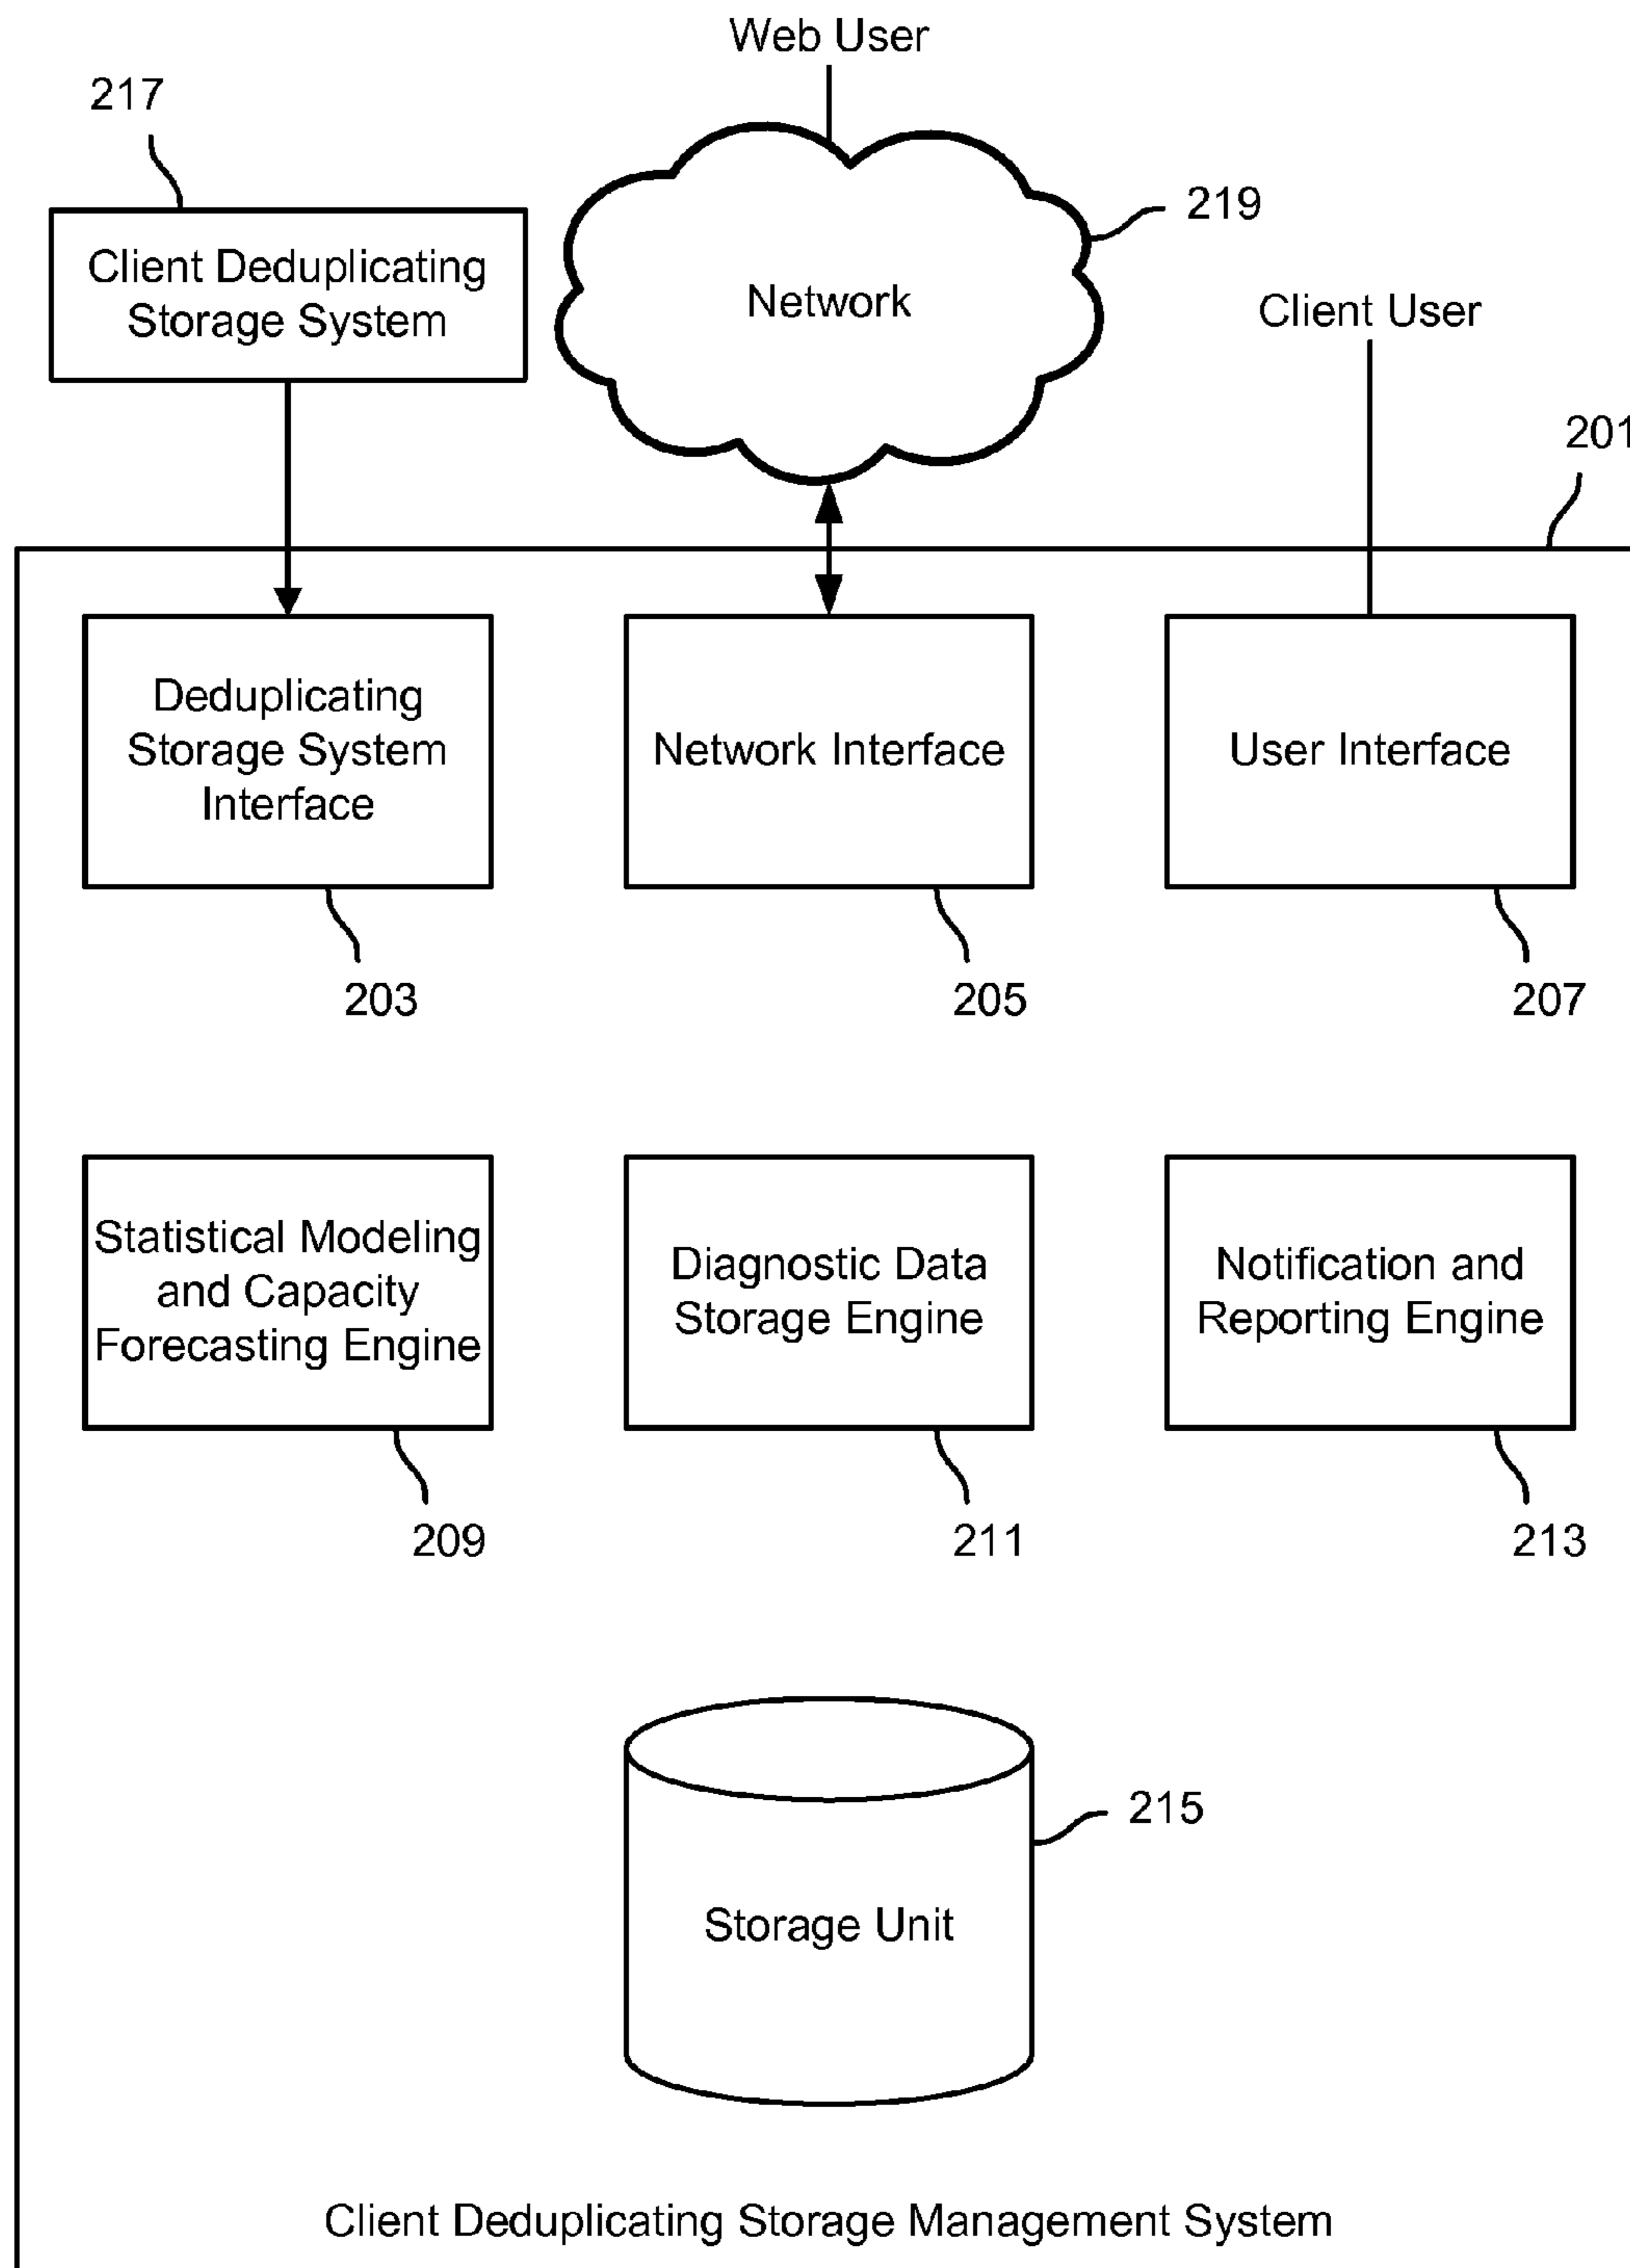 Web User
217
219
Client Deduplicating
Storage System
Network
Client User
201
Deduplicating
Storage System
Interface
Network Interface
User Interface
203
205
207
Statistical Modeling
and Capacity
Forecasting Engine
Diagnostic Data
Storage Engine
Notification and
Reporting Engine
209
211
213
215
Storage Unit
Client Deduplicating Storage Management System